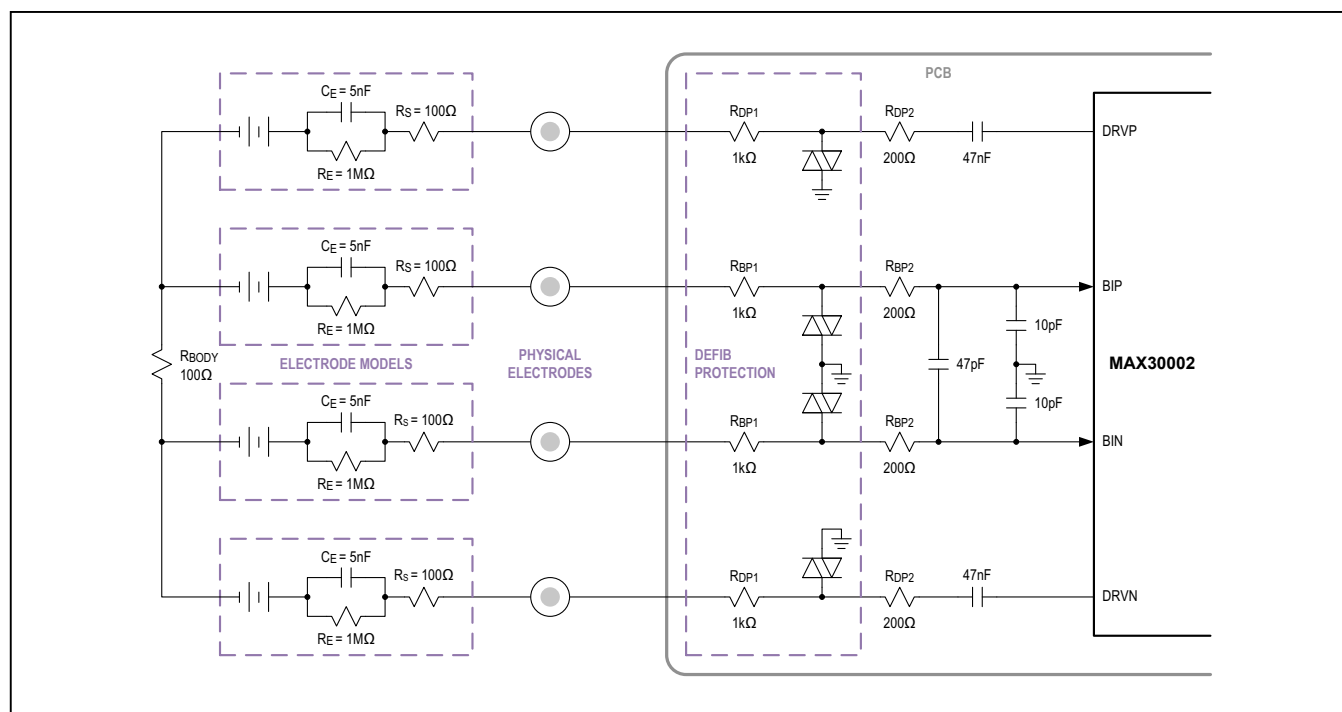 PCB
CE = 5nF
RS = 100Ω
RE = 1MΩ
RDP1
1kΩ
RDP2
200Ω
47nF
DRVP
CE = 5nF
RS = 100Ω
RE = 1MΩ
RBP1
1kΩ
RBP2
200Ω
BIP
10pF
RBODY
100Ω
ELECTRODE MODELS
PHYSICAL
ELECTRODES
DEFIB
PROTECTION
47pF
MAX30002
10pF
CE = 5nF
RS = 100Ω
RE = 1MΩ
RBP1
1kΩ
RBP2
200Ω
BIN
CE = 5nF
RS = 100Ω
RE = 1MΩ
RDP1
1kΩ
RDP2
200Ω
47nF
DRVN